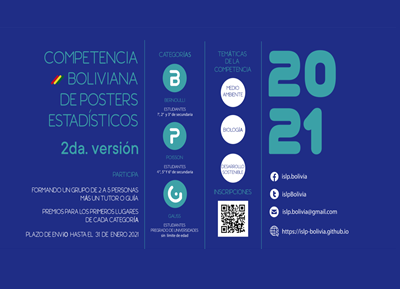 COMPETENCIA
BOLIVIANA
DE POSTERS
ESTADÍSTICOS
2da. versión
PARTICIPA
FORMANDO UN GRUPO DE 2 A 5 PERSONAS
MÁS UN TUTOR O GUÍA
PREMIOS PARA LOS PRIMEROS LUGARES
DE CADA CATEGORÍA
PLAZO DE ENVIO HASTA EL 31 DE ENERO 2021
CATEGORÍAS
B
BERNOULLI
ESTUDIANTES
1°, 2° y 3° de secundaria
P
POISSON
ESTUDIANTES
4°, 5° Y 6° de secundaria
G
GAUSS
ESTUDIANTES
PREGRADO DE UNIVERSIDADES
sin límite de edad
TEMÁTICAS
DE LA
COMPETENCIA
MEDIO
AMBIENTE
BIOLOGÍA
DESARROLLO
SOSTENIBLE
INSCRIPCIONES
20
21
islp.bolivia
islpBolivia
islp.bolivia@gmail.com
https://islp-bolivia.github.io